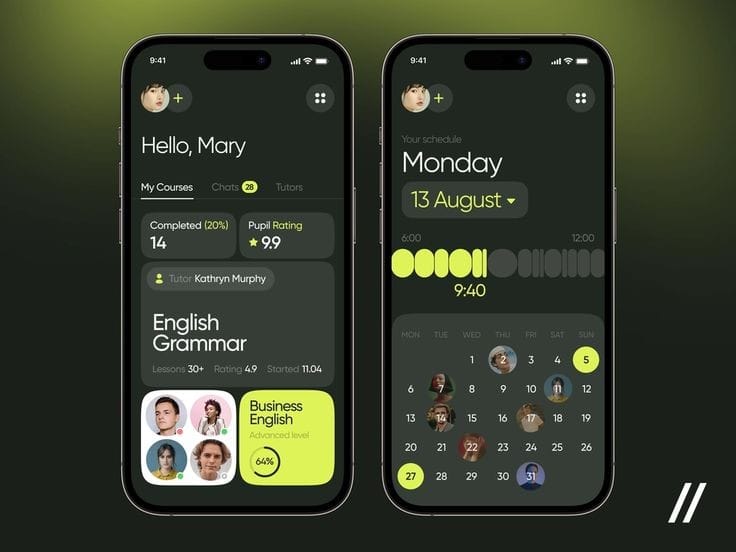 9:41
+
Hello, Mary
My Courses Chats 28 Tutors
Completed (20%)
14
Pupil Rating
9.9
Tutor Kathryn Murphy
English
Grammar
Lessons 30+ Rating 4.9 Started 11.04
Business
English
Advanced level
64%
9:41
+
Your schedule
Monday
13 August
6:00 12:00
9:40
MON TUE WED THU FRI SAT SUN
1 2 3 4 5
6 7 8 9 10 11 12
13 14 15 16 17 18 19
20 21 22 23 24 25 26
27 28 29 30 31